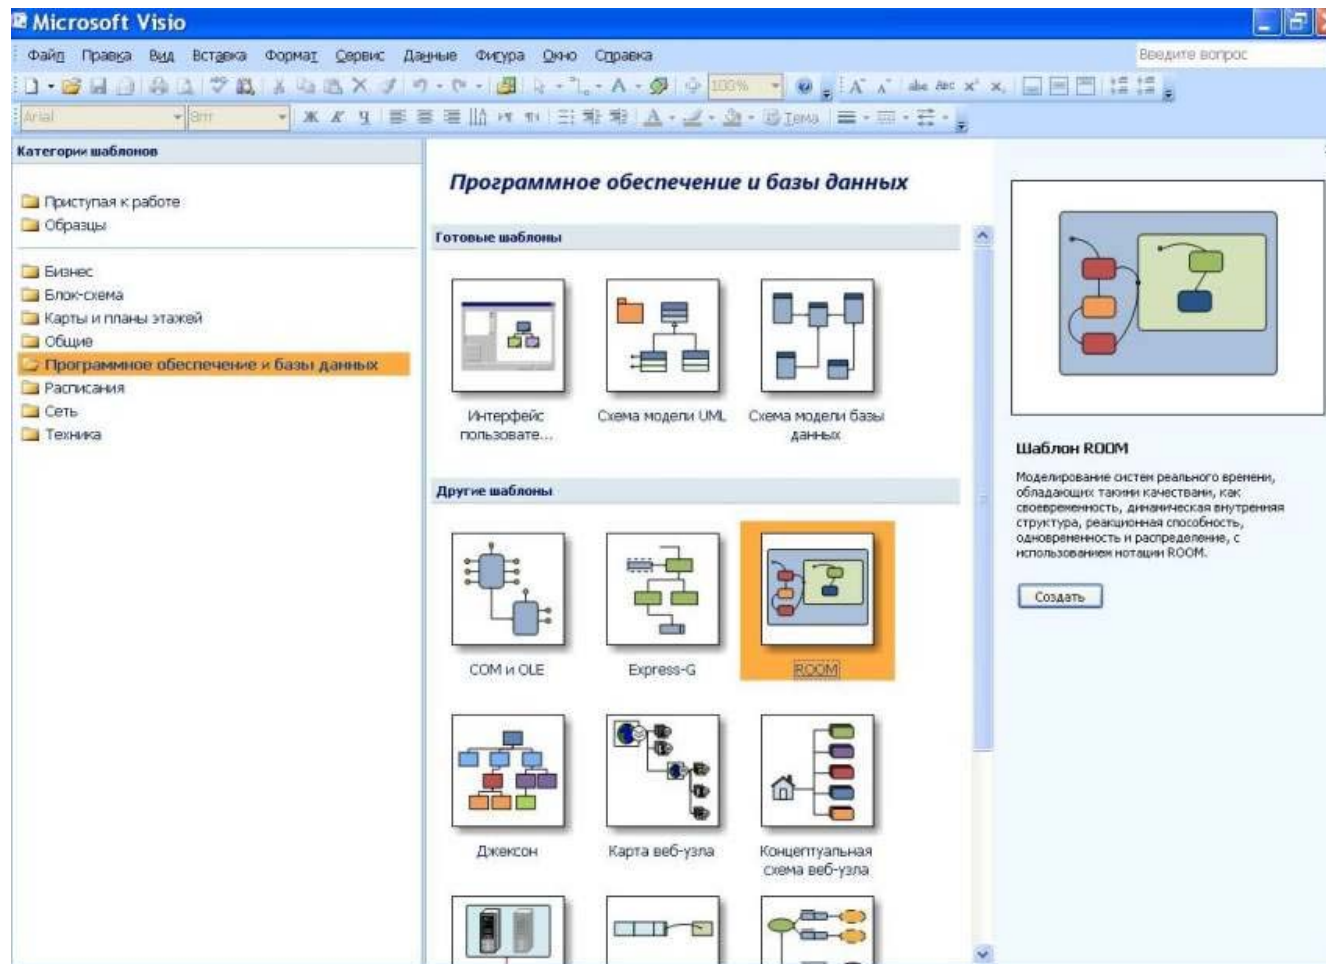 Microsoft Visio
Файл Правка Вид Вставка Формат Сервис Данные Фигура Окно Справка
Введите вопрос
100%
Arial 8пт Ж К Ч Тема
Категории шаблонов
Приступая к работе
Образцы
Бизнес
Блок-схема
Карты и планы этажей
Общие
Программное обеспечение и базы данных
Расписания
Сеть
Техника
Программное обеспечение и базы данных
Готовые шаблоны
Интерфейс
пользовате...
Схема модели UML
Схема модели базы
данных
Другие шаблоны
COM и OLE
Express-G
ROOM
Джексон
Карта веб-узла
Концептуальная
схема веб-узла
Шаблон ROOM
Моделирование систем реального времени,
обладающих такими качествами, как
своевременность, динамическая внутренняя
структура, реакционная способность,
одновременность и распределение, с
использованием нотации ROOM.
Создать